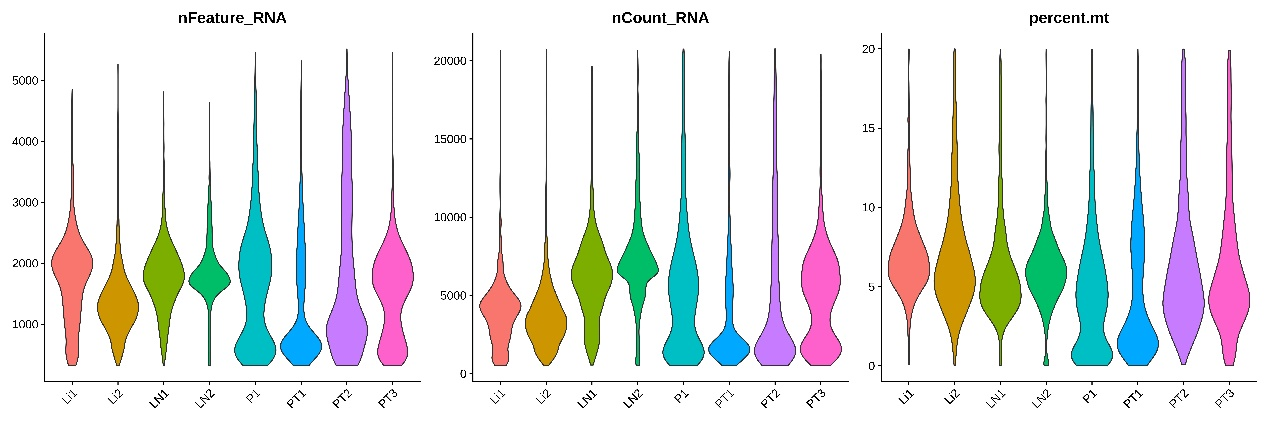 nFeature_RNA
5000
4000
3000
2000
1000
Li1 Li2 LN1 LN2 P1 PT1 PT2 PT3
nCount_RNA
20000
15000
10000
5000
0
Li1 Li2 LN1 LN2 P1 PT1 PT2 PT3
percent.mt
20
15
10
5
0
Li1 Li2 LN1 LN2 P1 PT1 PT2 PT3